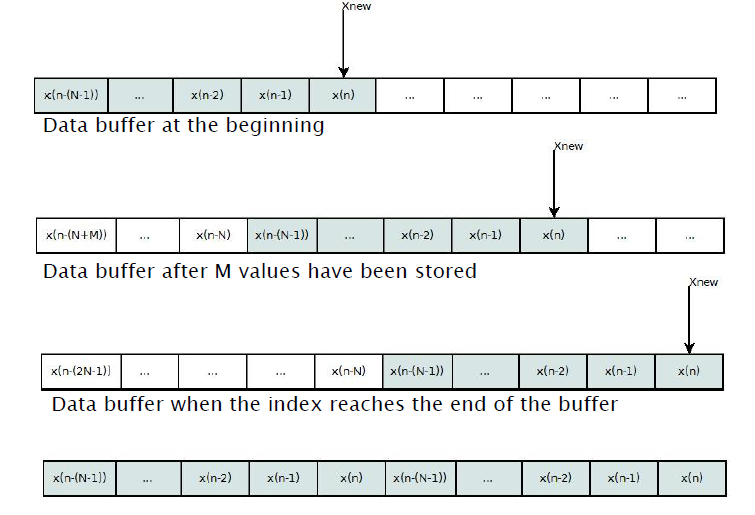 Xnew
x(n-(N-1)) ... x(n-2) x(n-1) x(n) ... ... ... ... ...
Data buffer at the beginning
Xnew
x(n-(N+M)) ... x(n-N) x(n-(N-1)) ... x(n-2) x(n-1) x(n) ... ...
Data buffer after M values have been stored
Xnew
x(n-(2N-1)) ... ... ... x(n-N) x(n-(N-1)) ... x(n-2) x(n-1) x(n)
Data buffer when the index reaches the end of the buffer
x(n-(N-1)) ... x(n-2) x(n-1) x(n) x(n-(N-1)) ... x(n-2) x(n-1) x(n)